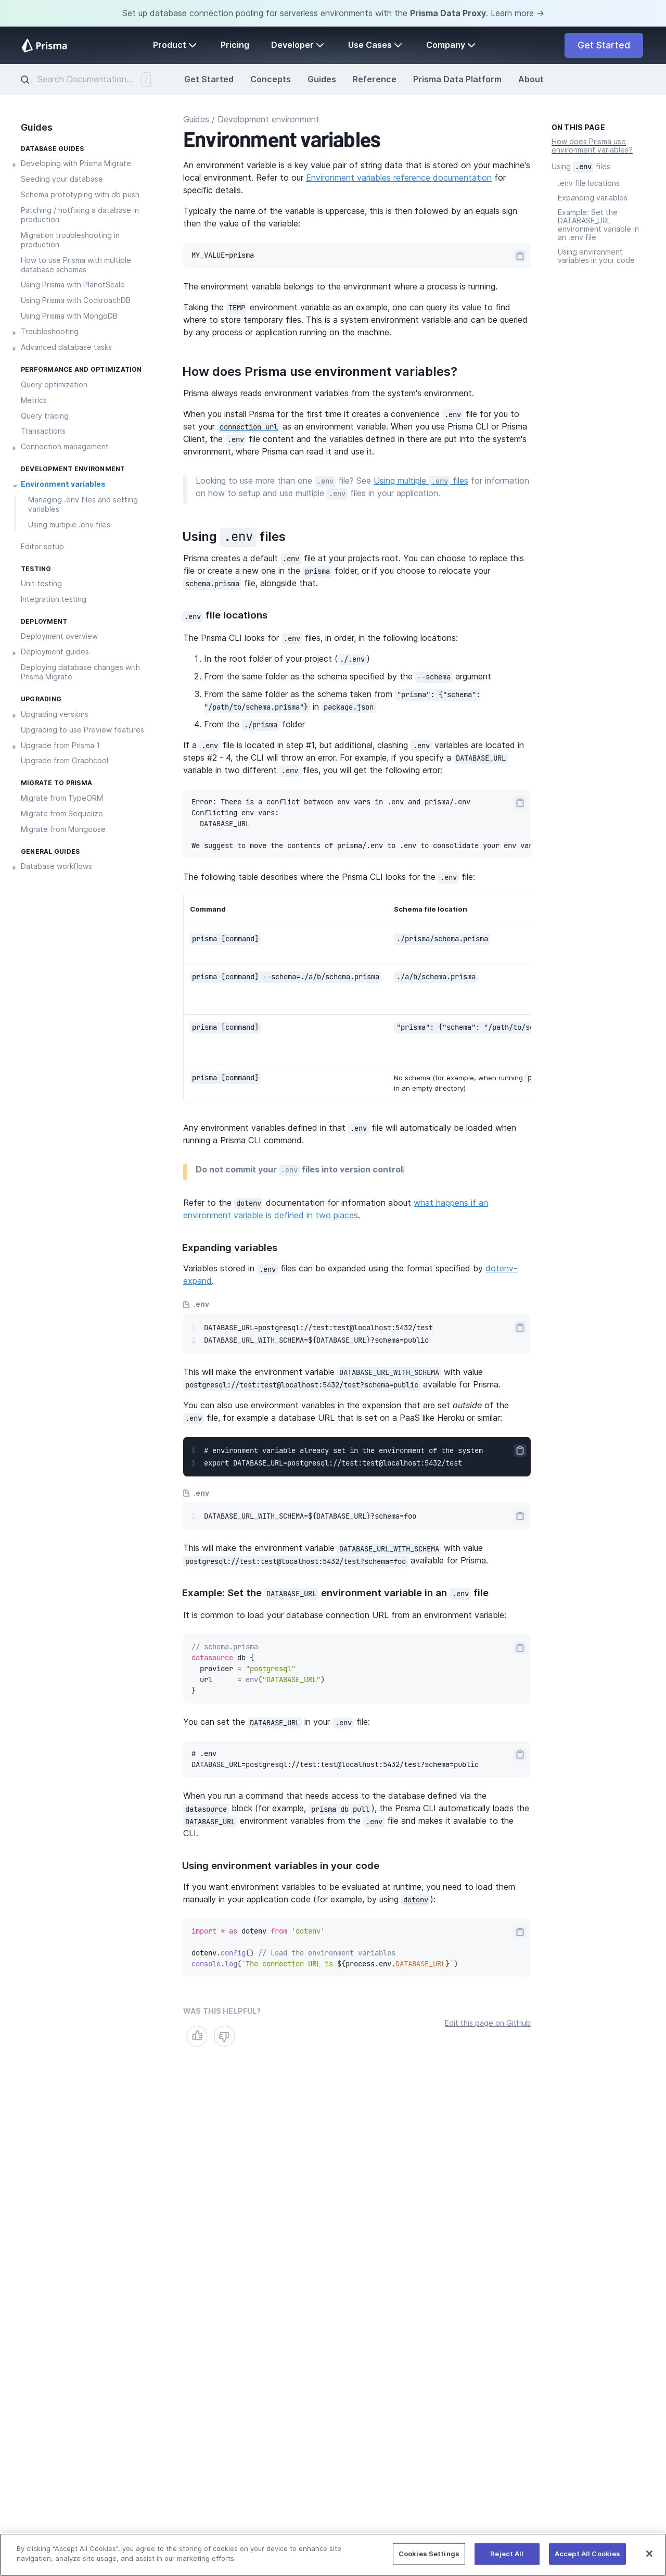 Set up database connection pooling for serverless environments with the Prisma Data Proxy. Learn more →
Prisma
Product
Pricing
Developer
Use Cases
Company
Get Started
Search Documentation... /
Get Started
Concepts
Guides
Reference
Prisma Data Platform
About
Guides
DATABASE GUIDES
Developing with Prisma Migrate
Seeding your database
Schema prototyping with db push
Patching / hotfixing a database in
production
Migration troubleshooting in
production
How to use Prisma with multiple
database schemas
Using Prisma with PlanetScale
Using Prisma with CockroachDB
Using Prisma with MongoDB
Troubleshooting
Advanced database tasks
PERFORMANCE AND OPTIMIZATION
Query optimization
Metrics
Query tracing
Transactions
Connection management
DEVELOPMENT ENVIRONMENT
Environment variables
Managing .env files and setting
variables
Using multiple .env files
Editor setup
TESTING
Unit testing
Integration testing
DEPLOYMENT
Deployment overview
Deployment guides
Deploying database changes with
Prisma Migrate
UPGRADING
Upgrading versions
Upgrading to use Preview features
Upgrade from Prisma 1
Upgrade from Graphcool
MIGRATE TO PRISMA
Migrate from TypeORM
Migrate from Sequelize
Migrate from Mongoose
GENERAL GUIDES
Database workflows
Guides / Development environment
Environment variables
An environment variable is a key value pair of string data that is stored on your machine's
local environment. Refer to our Environment variables reference documentation for
specific details.
Typically the name of the variable is uppercase, this is then followed by an equals sign
then the value of the variable:
MY_VALUE=prisma
The environment variable belongs to the environment where a process is running.
Taking the TEMP environment variable as an example, one can query its value to find
where to store temporary files. This is a system environment variable and can be queried
by any process or application running on the machine.
How does Prisma use environment variables?
Prisma always reads environment variables from the system's environment.
When you install Prisma for the first time it creates a convenience .env file for you to
set your connection url as an environment variable. When you use Prisma CLI or Prisma
Client, the .env file content and the variables defined in there are put into the system's
environment, where Prisma can read it and use it.
Looking to use more than one .env file? See Using multiple .env files for information
on how to setup and use multiple .env files in your application.
Using .env files
Prisma creates a default .env file at your projects root. You can choose to replace this
file or create a new one in the prisma folder, or if you choose to relocate your
schema.prisma file, alongside that.
.env file locations
The Prisma CLI looks for .env files, in order, in the following locations:
1. In the root folder of your project (./.env)
2. From the same folder as the schema specified by the --schema argument
3. From the same folder as the schema taken from "prisma": {"schema":
"/path/to/schema.prisma"} in package.json
4. From the ./prisma folder
If a .env file is located in step #1, but additional, clashing .env variables are located in
steps #2 - 4, the CLI will throw an error. For example, if you specify a DATABASE_URL
variable in two different .env files, you will get the following error:
Error: There is a conflict between env vars in .env and prisma/.env
Conflicting env vars:
DATABASE_URL
We suggest to move the contents of prisma/.env to .env to consolidate your env var
The following table describes where the Prisma CLI looks for the .env file:
Command
Schema file location
prisma [command]
./prisma/schema.prisma
prisma [command] --schema=./a/b/schema.prisma
./a/b/schema.prisma
prisma [command]
"prisma": {"schema": "/path/to/s
prisma [command]
No schema (for example, when running p
in an empty directory)
Any environment variables defined in that .env file will automatically be loaded when
running a Prisma CLI command.
Do not commit your .env files into version control!
Refer to the dotenv documentation for information about what happens if an
environment variable is defined in two places.
Expanding variables
Variables stored in .env files can be expanded using the format specified by dotenv-
expand.
.env
1 DATABASE_URL=postgresql://test:test@localhost:5432/test
2 DATABASE_URL_WITH_SCHEMA=${DATABASE_URL}?schema=public
This will make the environment variable DATABASE_URL_WITH_SCHEMA with value
postgresql://test:test@localhost:5432/test?schema=public available for Prisma.
You can also use environment variables in the expansion that are set outside of the
.env file, for example a database URL that is set on a PaaS like Heroku or similar:
$ # environment variable already set in the environment of the system
$ export DATABASE_URL=postgresql://test:test@localhost:5432/test
.env
1 DATABASE_URL_WITH_SCHEMA=${DATABASE_URL}?schema=foo
This will make the environment variable DATABASE_URL_WITH_SCHEMA with value
postgresql://test:test@localhost:5432/test?schema=foo available for Prisma.
Example: Set the DATABASE_URL environment variable in an .env file
It is common to load your database connection URL from an environment variable:
// schema.prisma
datasource db {
provider = "postgresql"
url = env("DATABASE_URL")
}
You can set the DATABASE_URL in your .env file:
# .env
DATABASE_URL=postgresql://test:test@localhost:5432/test?schema=public
When you run a command that needs access to the database defined via the
datasource block (for example, prisma db pull), the Prisma CLI automatically loads the
DATABASE_URL environment variables from the .env file and makes it available to the
CLI.
Using environment variables in your code
If you want environment variables to be evaluated at runtime, you need to load them
manually in your application code (for example, by using dotenv):
import * as dotenv from 'dotenv'
dotenv.config() // Load the environment variables
console.log(`The connection URL is ${process.env.DATABASE_URL}`)
WAS THIS HELPFUL?
Edit this page on GitHub
ON THIS PAGE
How does Prisma use
environment variables?
Using .env files
.env file locations
Expanding variables
Example: Set the
DATABASE_URL
environment variable in
an .env file
Using environment
variables in your code
By clicking “Accept All Cookies”, you agree to the storing of cookies on your device to enhance site
navigation, analyze site usage, and assist in our marketing efforts.
Cookies Settings
Reject All
Accept All Cookies